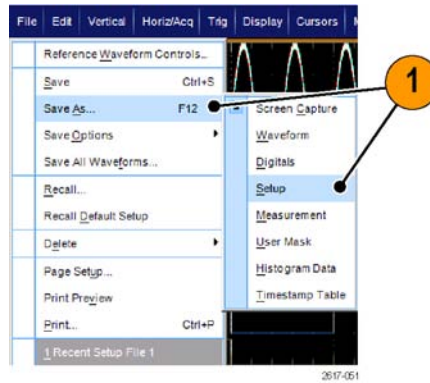 File Edit Vertical Horiz/Acq Trig Display Cursors
Reference Waveform Controls...
Save Ctrl+S
Save As... F12
Save Options
Save All Waveforms...
Recall...
Recall Default Setup
Delete
Page Setup...
Print Preview
Print... Ctrl+P
1 Recent Setup File 1
Screen Capture
Waveform
Digitals
Setup
Measurement
User Mask
Histogram Data
Timestamp Table
1
2617-051